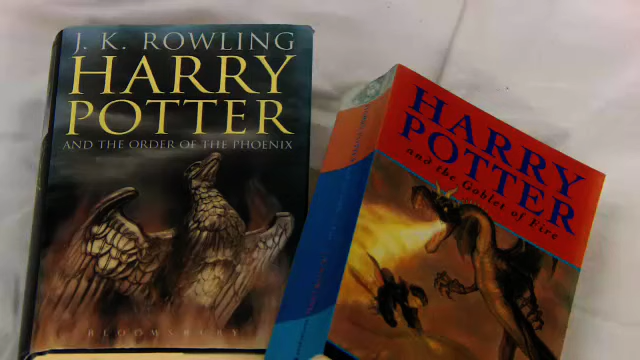 J. K. ROWLING
HARRY
POTTER
AND THE ORDER OF THE PHOENIX
BLOOMSBURY
HARRY
POTTER
and the Goblet of Fire